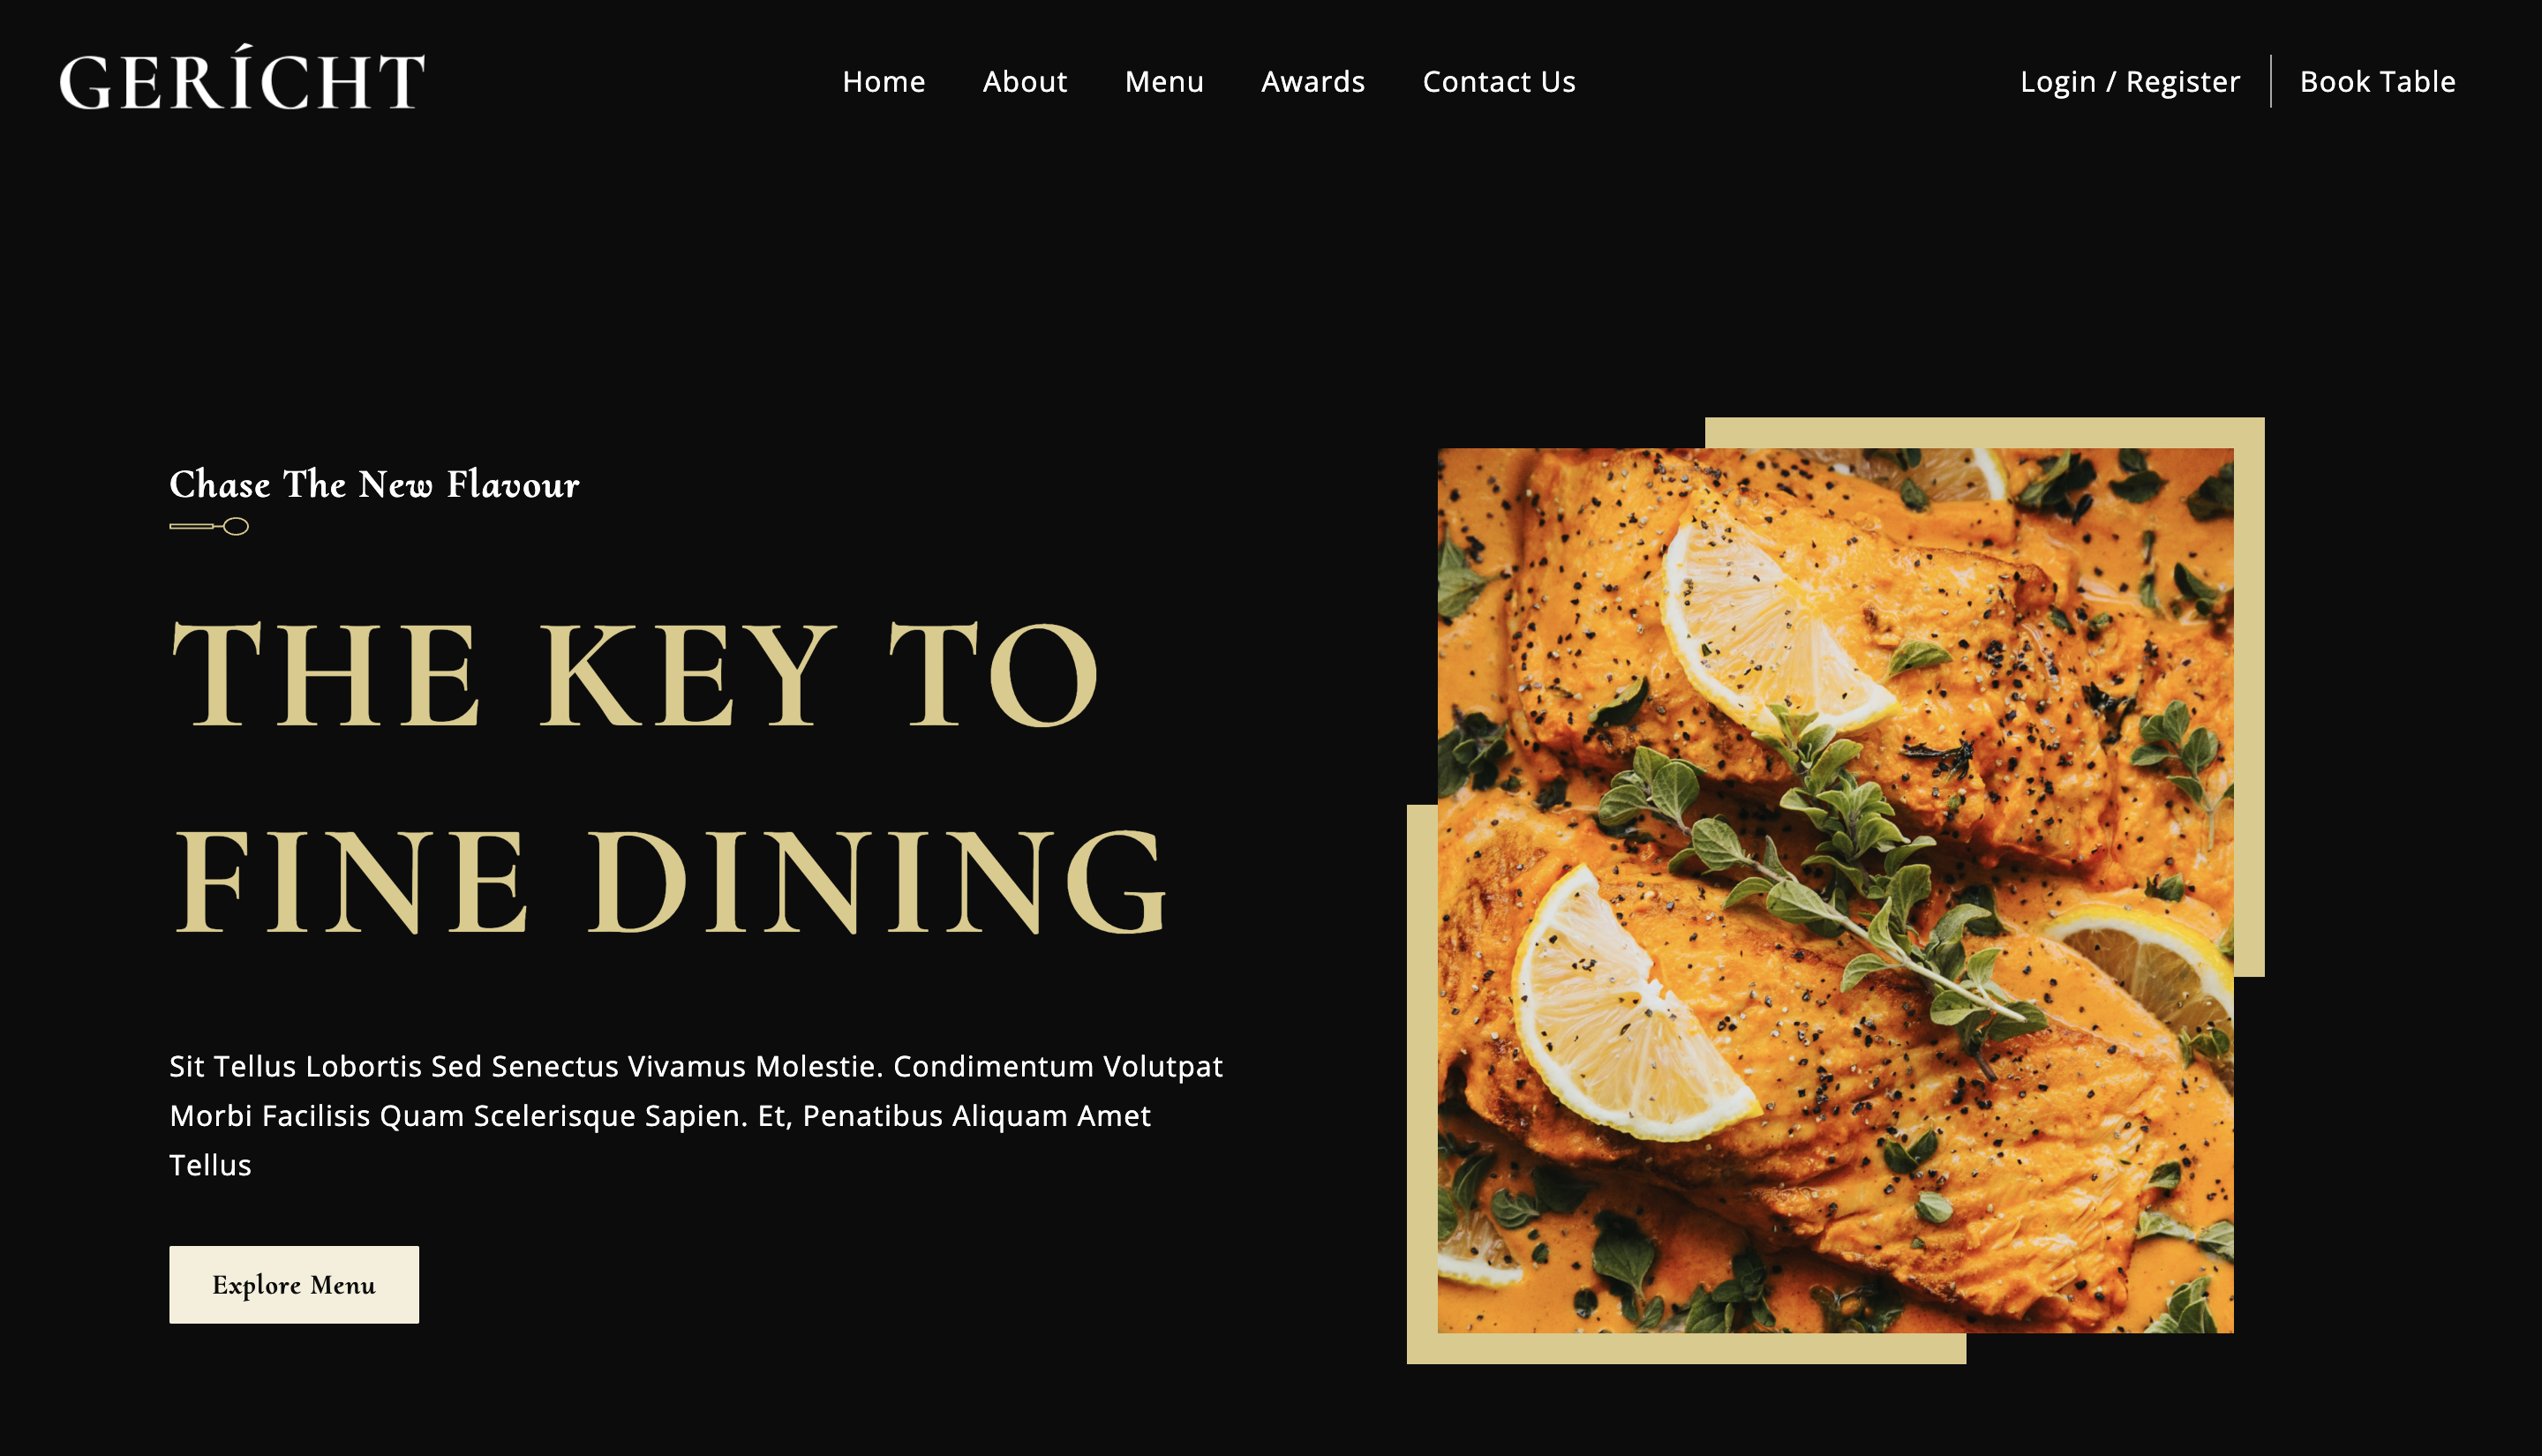 GERÍCHT
Home About Menu Awards Contact Us
Login / Register Book Table
Chase The New Flavour
THE KEY TO
FINE DINING
Sit Tellus Lobortis Sed Senectus Vivamus Molestie. Condimentum Volutpat
Morbi Facilisis Quam Scelerisque Sapien. Et, Penatibus Aliquam Amet
Tellus
Explore Menu